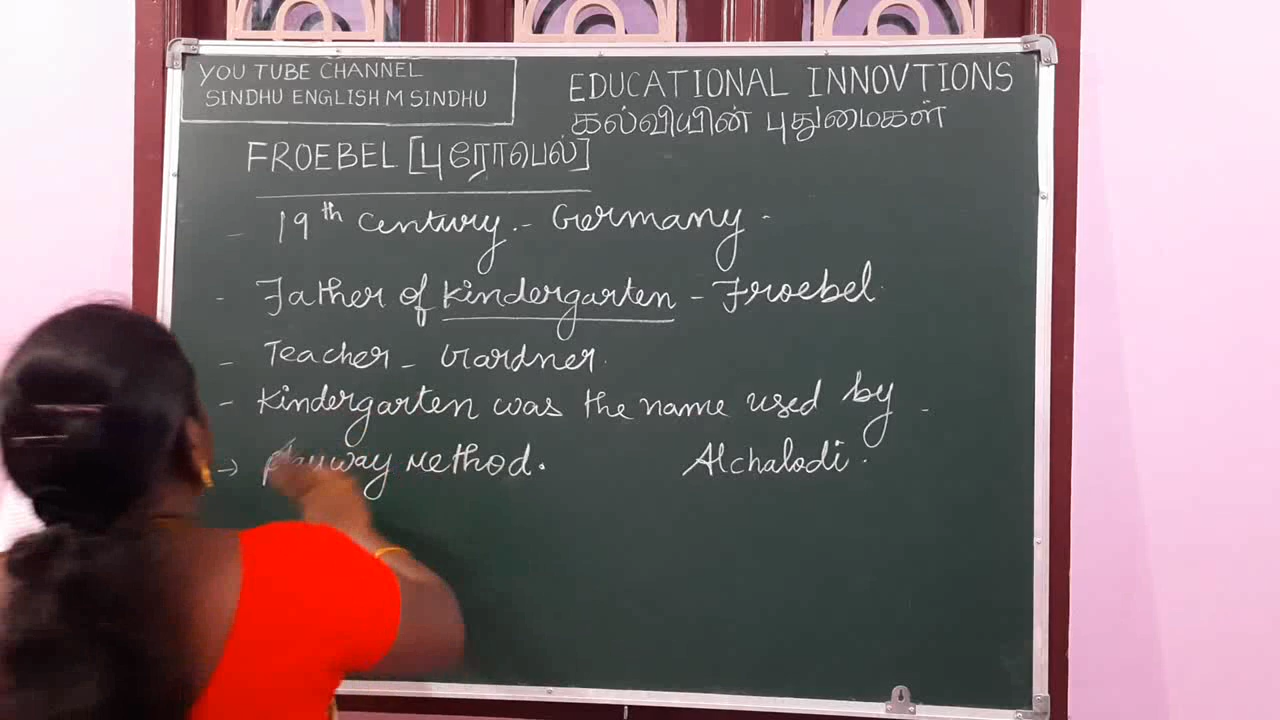 YOU TUBE CHANNEL
SINDHU ENGLISH M SINDHU
EDUCATIONAL INNOVTIONS
கல்வியின் புதுமைகள்
FROEBEL [புரோபெல்]
- 19th Century.- Germany.
- Father of Kindergarten - Froebel.
- Teacher - Gardner.
- Kindergarten was the name used by -
Alchalodi.
→ Playway Method.